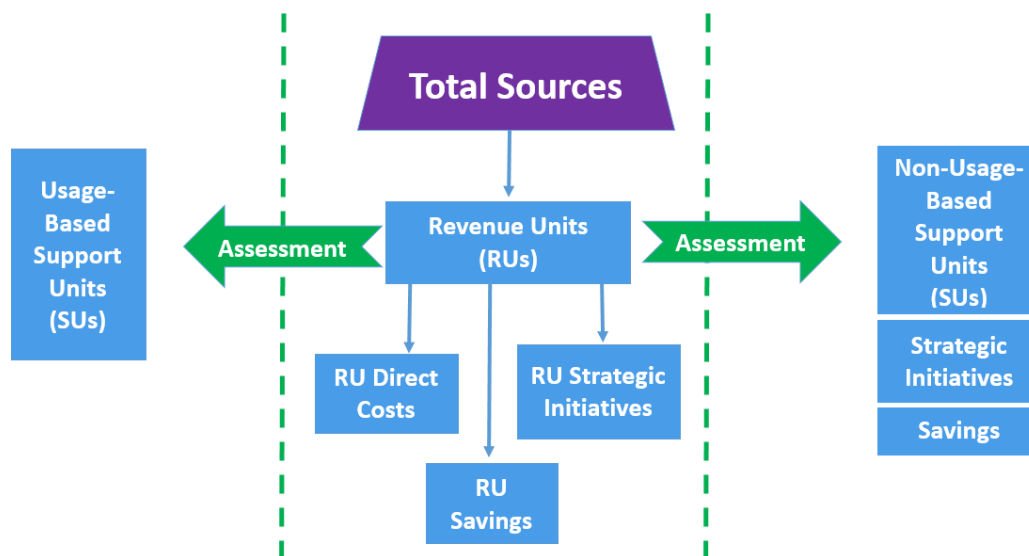 Total Sources
Usage-
Based
Support
Units
(SUs)
Assessment
Revenue Units
(RUs)
Assessment
Non-Usage-
Based
Support
Units
(SUs)
Strategic
Initiatives
Savings
RU Direct
Costs
RU Strategic
Initiatives
RU
Savings